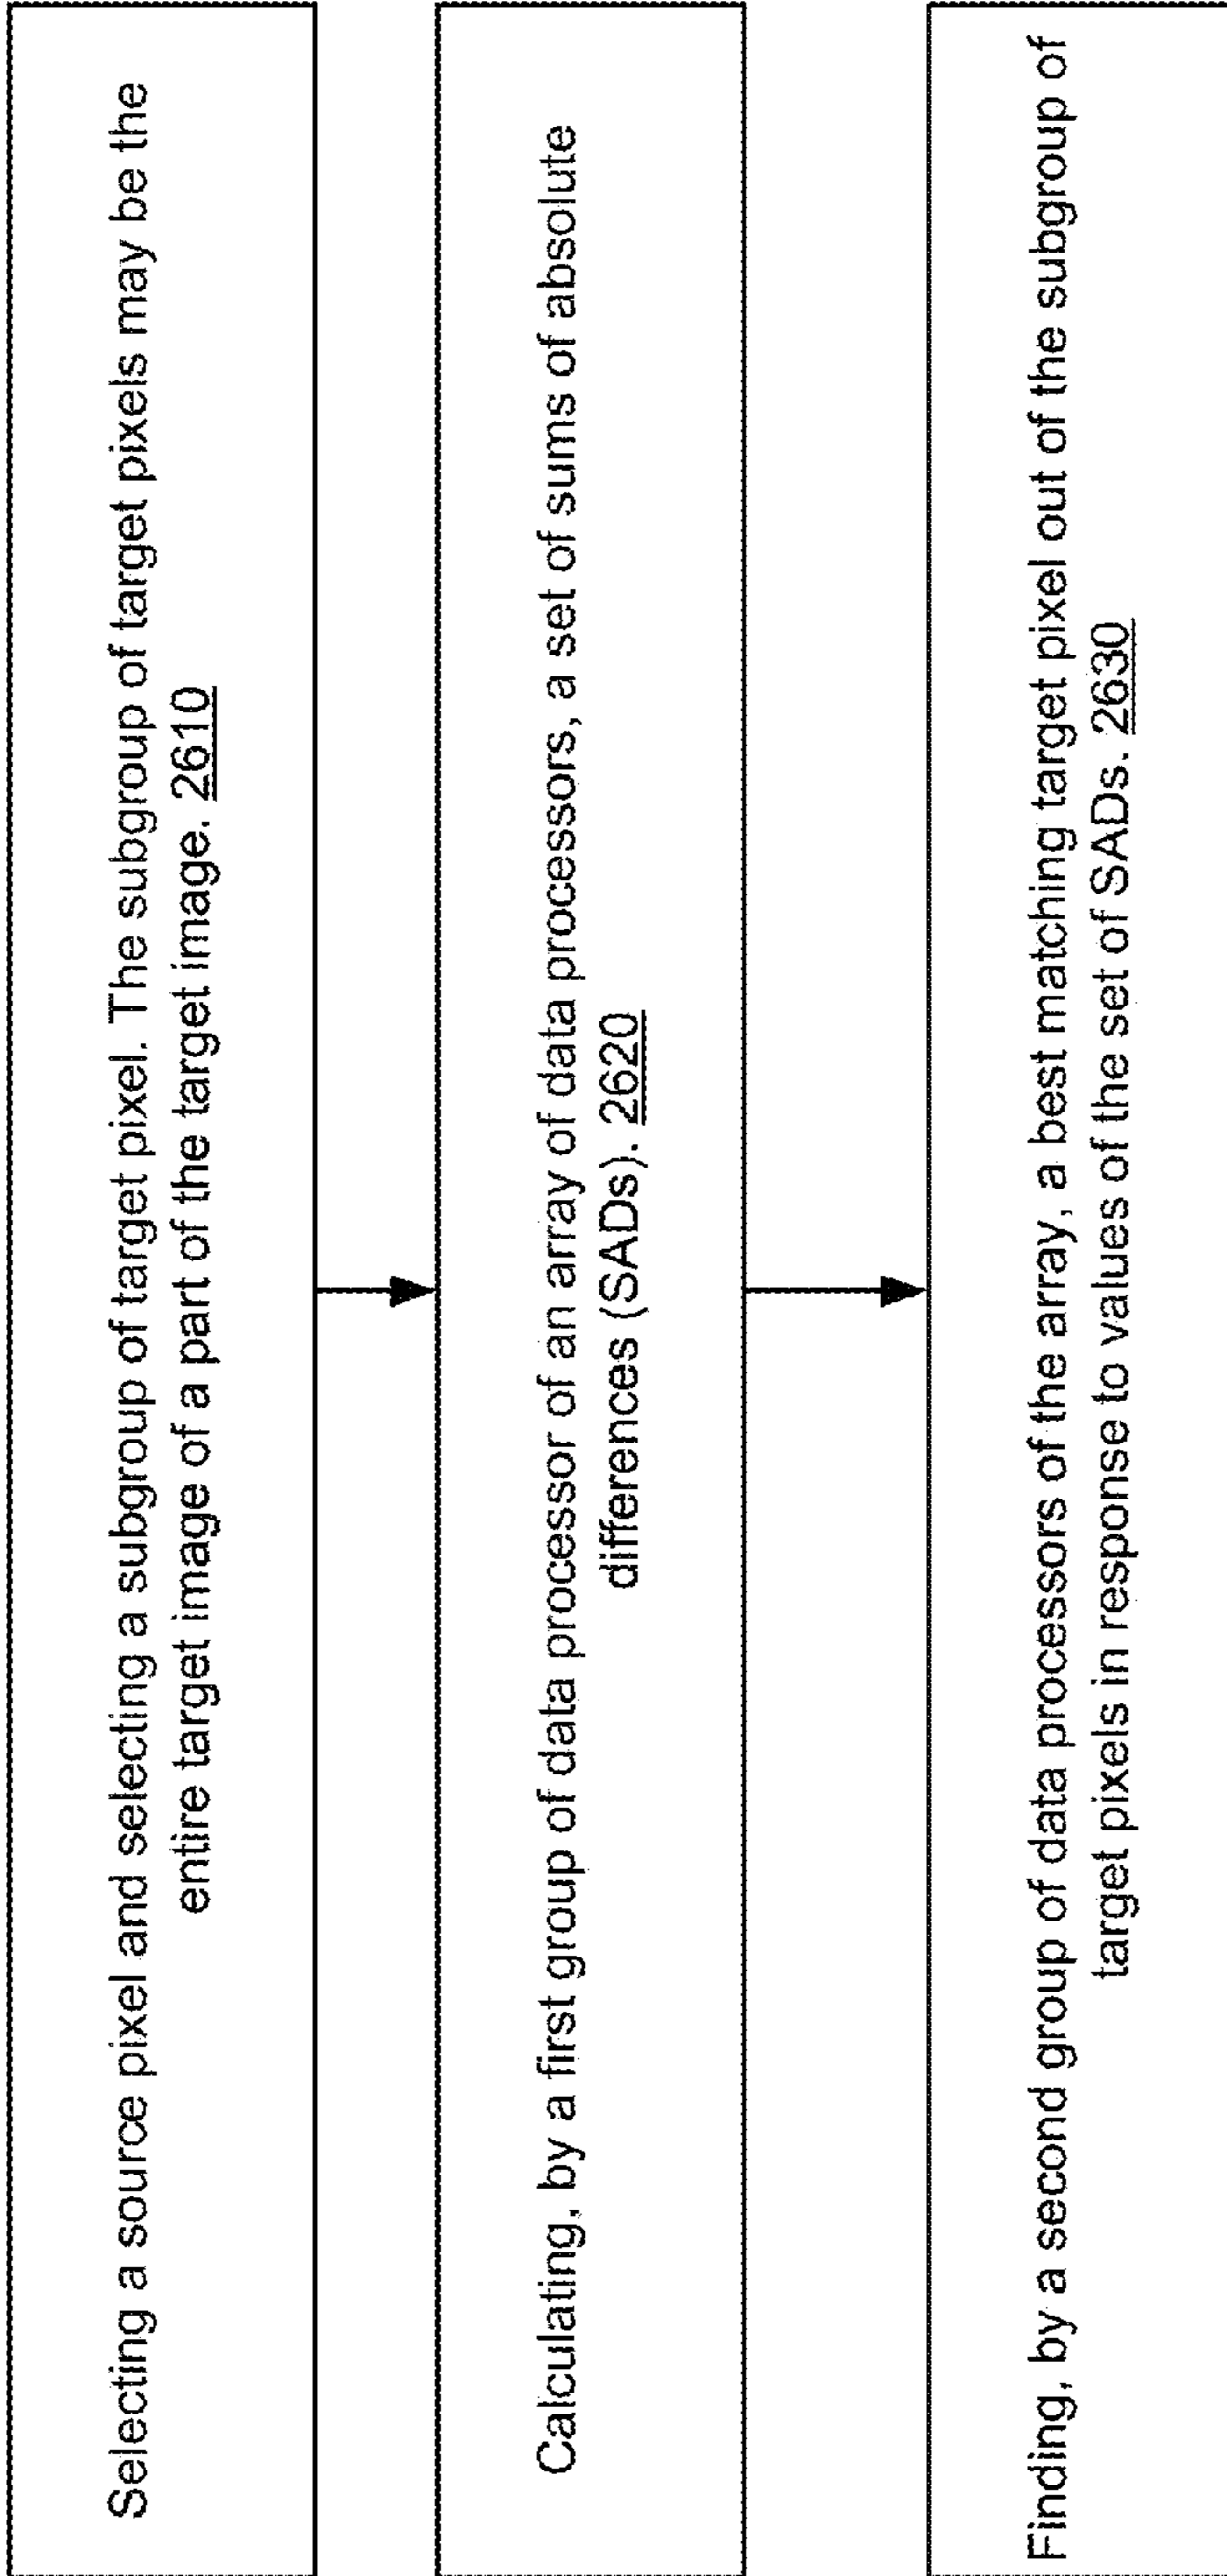 Selecting a source pixel and selecting a subgroup of target pixel. The subgroup of target pixels may be the
entire target image of a part of the target image. 2610
Calculating, by a first group of data processor of an array of data processors, a set of sums of absolute
differences (SADs). 2620
Finding, by a second group of data processors of the array, a best matching target pixel out of the subgroup of
target pixels in response to values of the set of SADs. 2630